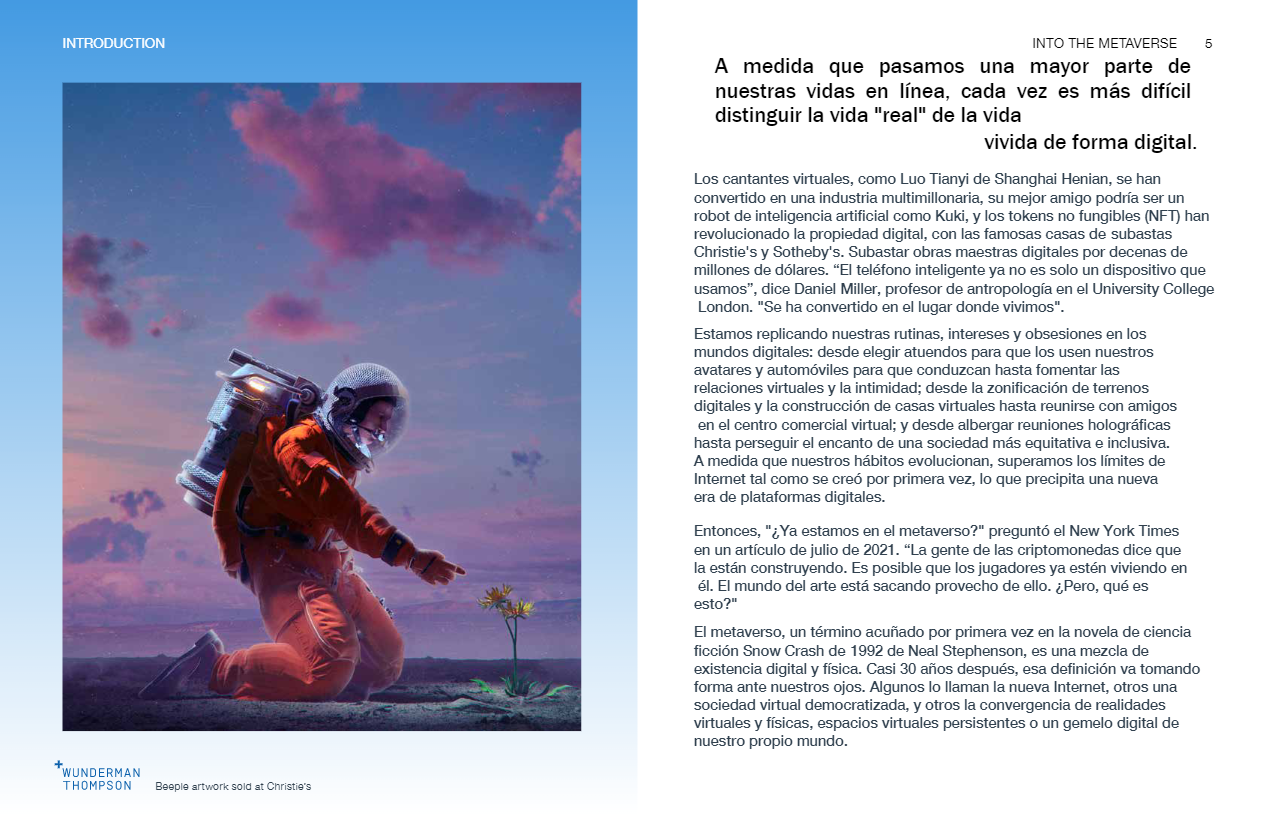 INTRODUCTION
WUNDERMAN
THOMPSON
Beeple artwork sold at Christie's
INTO THE METAVERSE 5
A medida que pasamos una mayor parte de
nuestras vidas en línea, cada vez es más difícil
distinguir la vida "real" de la vida
vivida de forma digital.
Los cantantes virtuales, como Luo Tianyi de Shanghai Henian, se han
convertido en una industria multimillonaria, su mejor amigo podría ser un
robot de inteligencia artificial como Kuki, y los tokens no fungibles (NFT) han
revolucionado la propiedad digital, con las famosas casas de subastas
Christie's y Sotheby's. Subastar obras maestras digitales por decenas de
millones de dólares. “El teléfono inteligente ya no es solo un dispositivo que
usamos”, dice Daniel Miller, profesor de antropología en el University College
London. "Se ha convertido en el lugar donde vivimos".
Estamos replicando nuestras rutinas, intereses y obsesiones en los
mundos digitales: desde elegir atuendos para que los usen nuestros
avatares y automóviles para que conduzcan hasta fomentar las
relaciones virtuales y la intimidad; desde la zonificación de terrenos
digitales y la construcción de casas virtuales hasta reunirse con amigos
en el centro comercial virtual; y desde albergar reuniones holográficas
hasta perseguir el encanto de una sociedad más equitativa e inclusiva.
A medida que nuestros hábitos evolucionan, superamos los límites de
Internet tal como se creó por primera vez, lo que precipita una nueva
era de plataformas digitales.
Entonces, "¿Ya estamos en el metaverso?" preguntó el New York Times
en un artículo de julio de 2021. “La gente de las criptomonedas dice que
la están construyendo. Es posible que los jugadores ya estén viviendo en
él. El mundo del arte está sacando provecho de ello. ¿Pero, qué es
esto?"
El metaverso, un término acuñado por primera vez en la novela de ciencia
ficción Snow Crash de 1992 de Neal Stephenson, es una mezcla de
existencia digital y física. Casi 30 años después, esa definición va tomando
forma ante nuestros ojos. Algunos lo llaman la nueva Internet, otros una
sociedad virtual democratizada, y otros la convergencia de realidades
virtuales y físicas, espacios virtuales persistentes o un gemelo digital de
nuestro propio mundo.